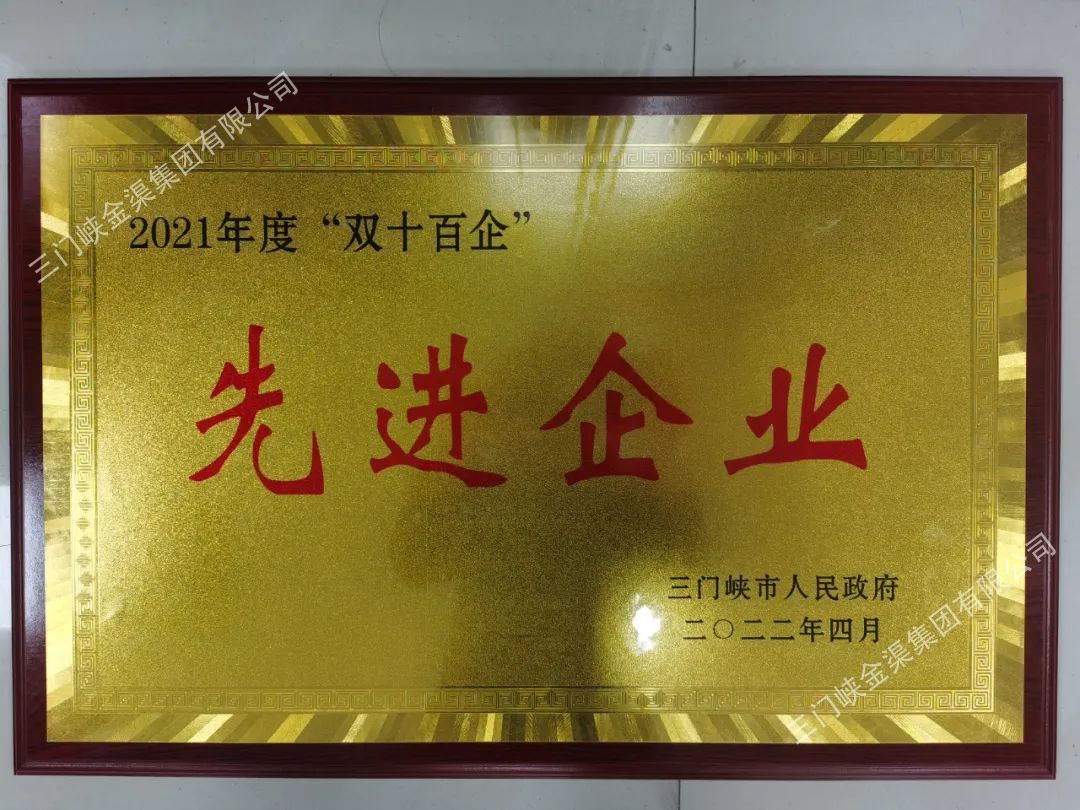 三门峡金渠集团有限公司
2021年度“双十百企”
先进企业
三门峡市人民政府
二〇二二年四月
三门峡金渠集团有限公司